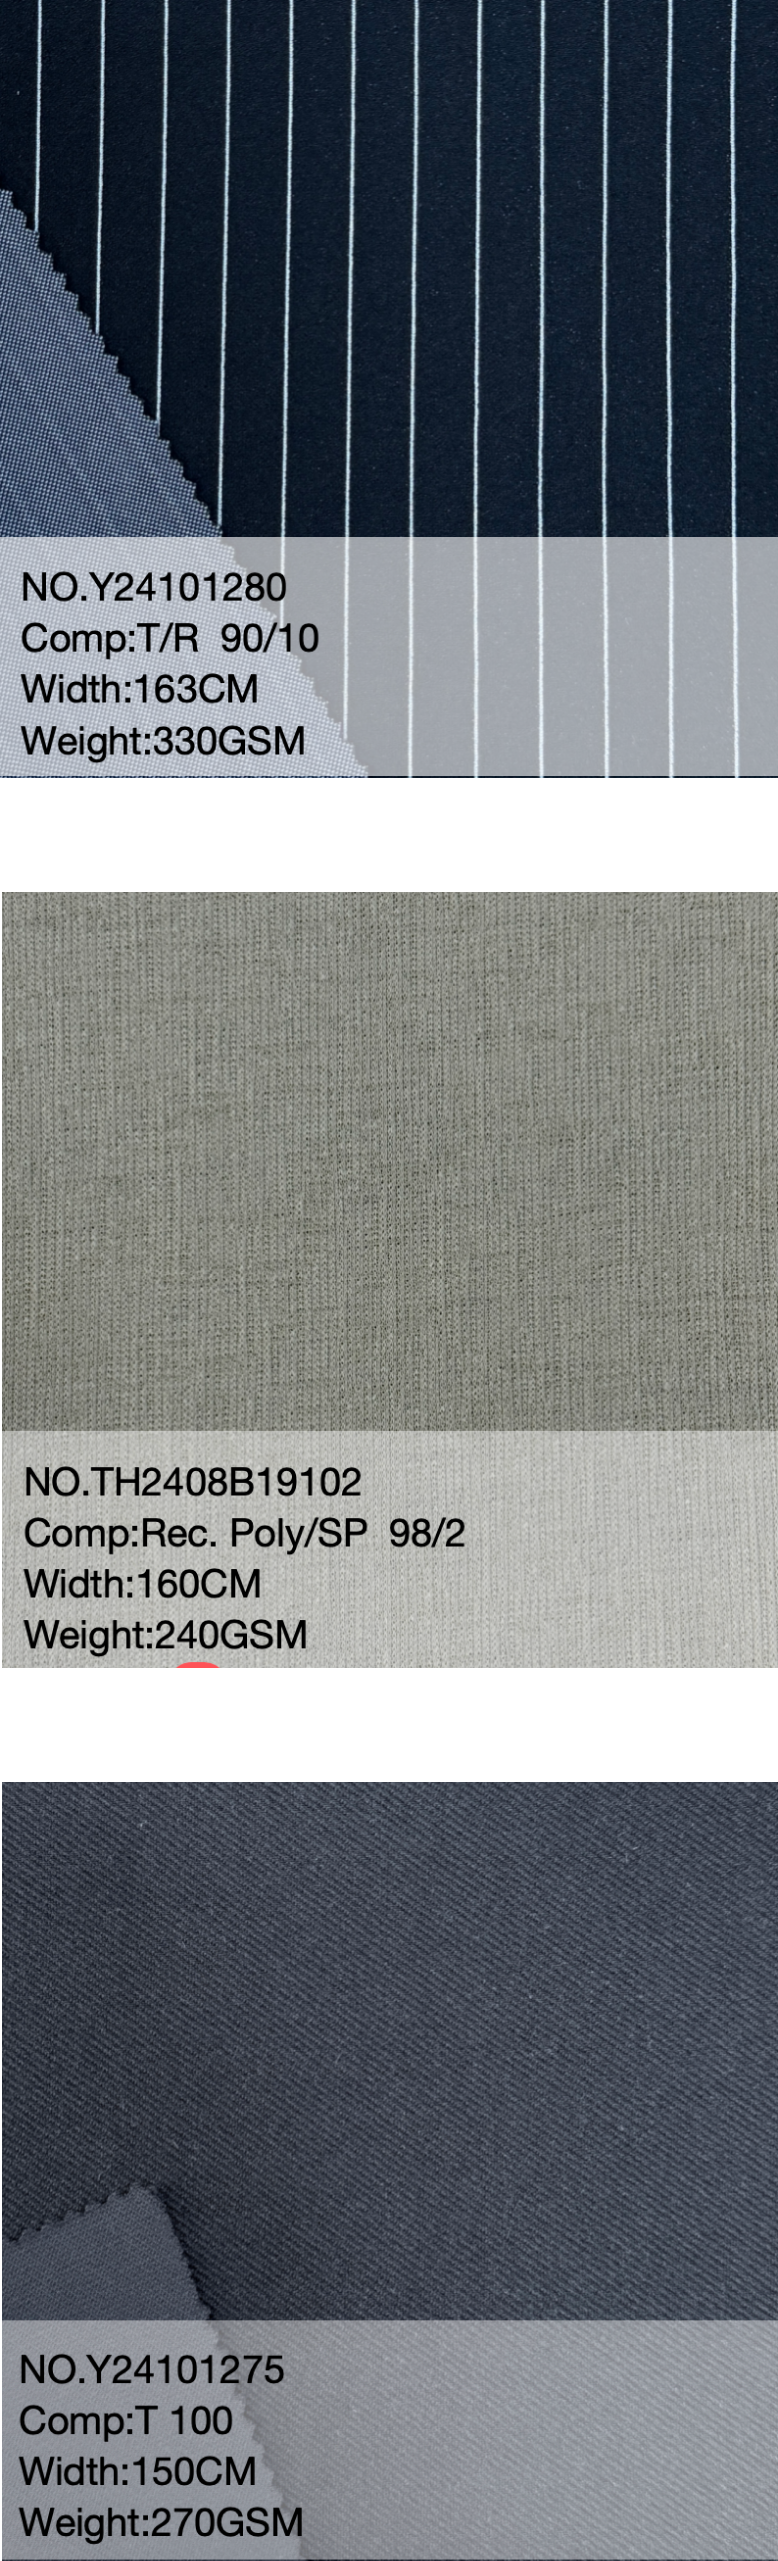 NO.Y24101280
Comp:T/R 90/10
Width:163CM
Weight:330GSM
NO.TH2408B19102
Comp:Rec. Poly/SP 98/2
Width:160CM
Weight:240GSM
NO.Y24101275
Comp:T 100
Width:150CM
Weight:270GSM